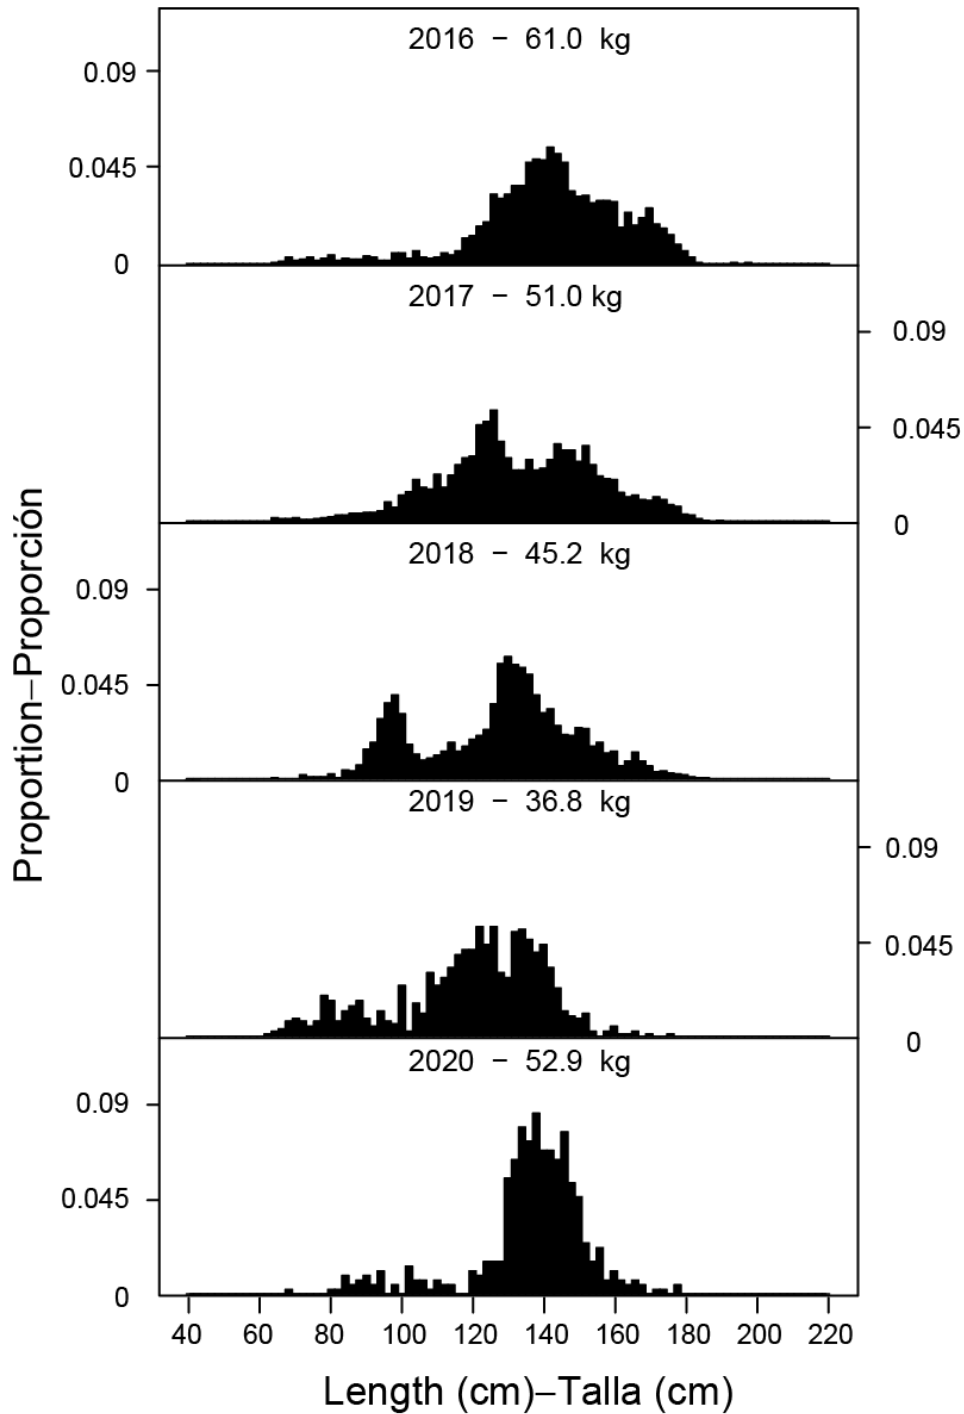 2016 − 61.0 kg
0.09
0.045
0
2017 − 51.0 kg
0.09
0.045
0
2018 − 45.2 kg
0.09
0.045
0
2019 − 36.8 kg
0.09
0.045
0
2020 − 52.9 kg
0.09
0.045
0
40 60 80 100 120 140 160 180 200 220
Length (cm)−Talla (cm)
Proportion−Proporción